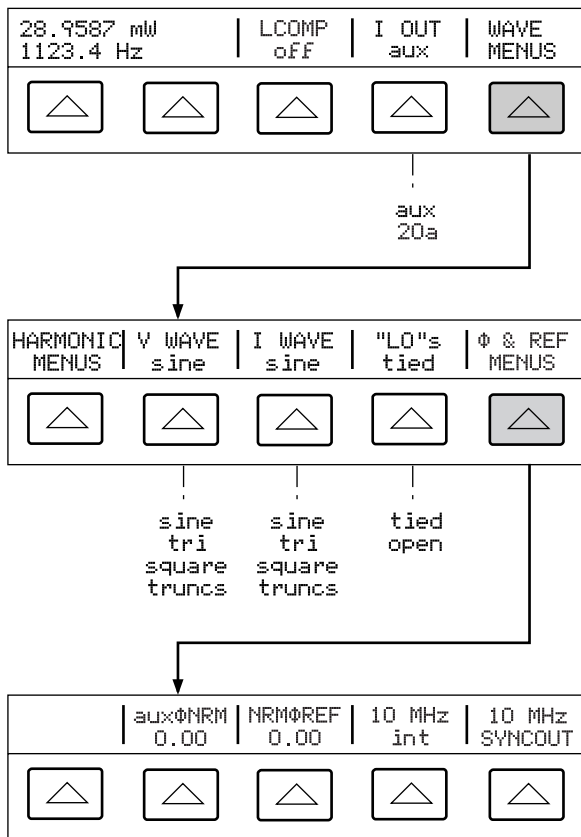 28.9587 mW
1123.4 Hz
LCOMP
off
I OUT
aux
WAVE
MENUS
aux
20a
HARMONIC
MENUS
V WAVE
sine
I WAVE
sine
"LO"s
tied
Φ & REF
MENUS
sine
tri
square
truncs
sine
tri
square
truncs
tied
open
auxΦNRM
0.00
NRMΦREF
0.00
10 MHz
int
10 MHz
SYNCOUT